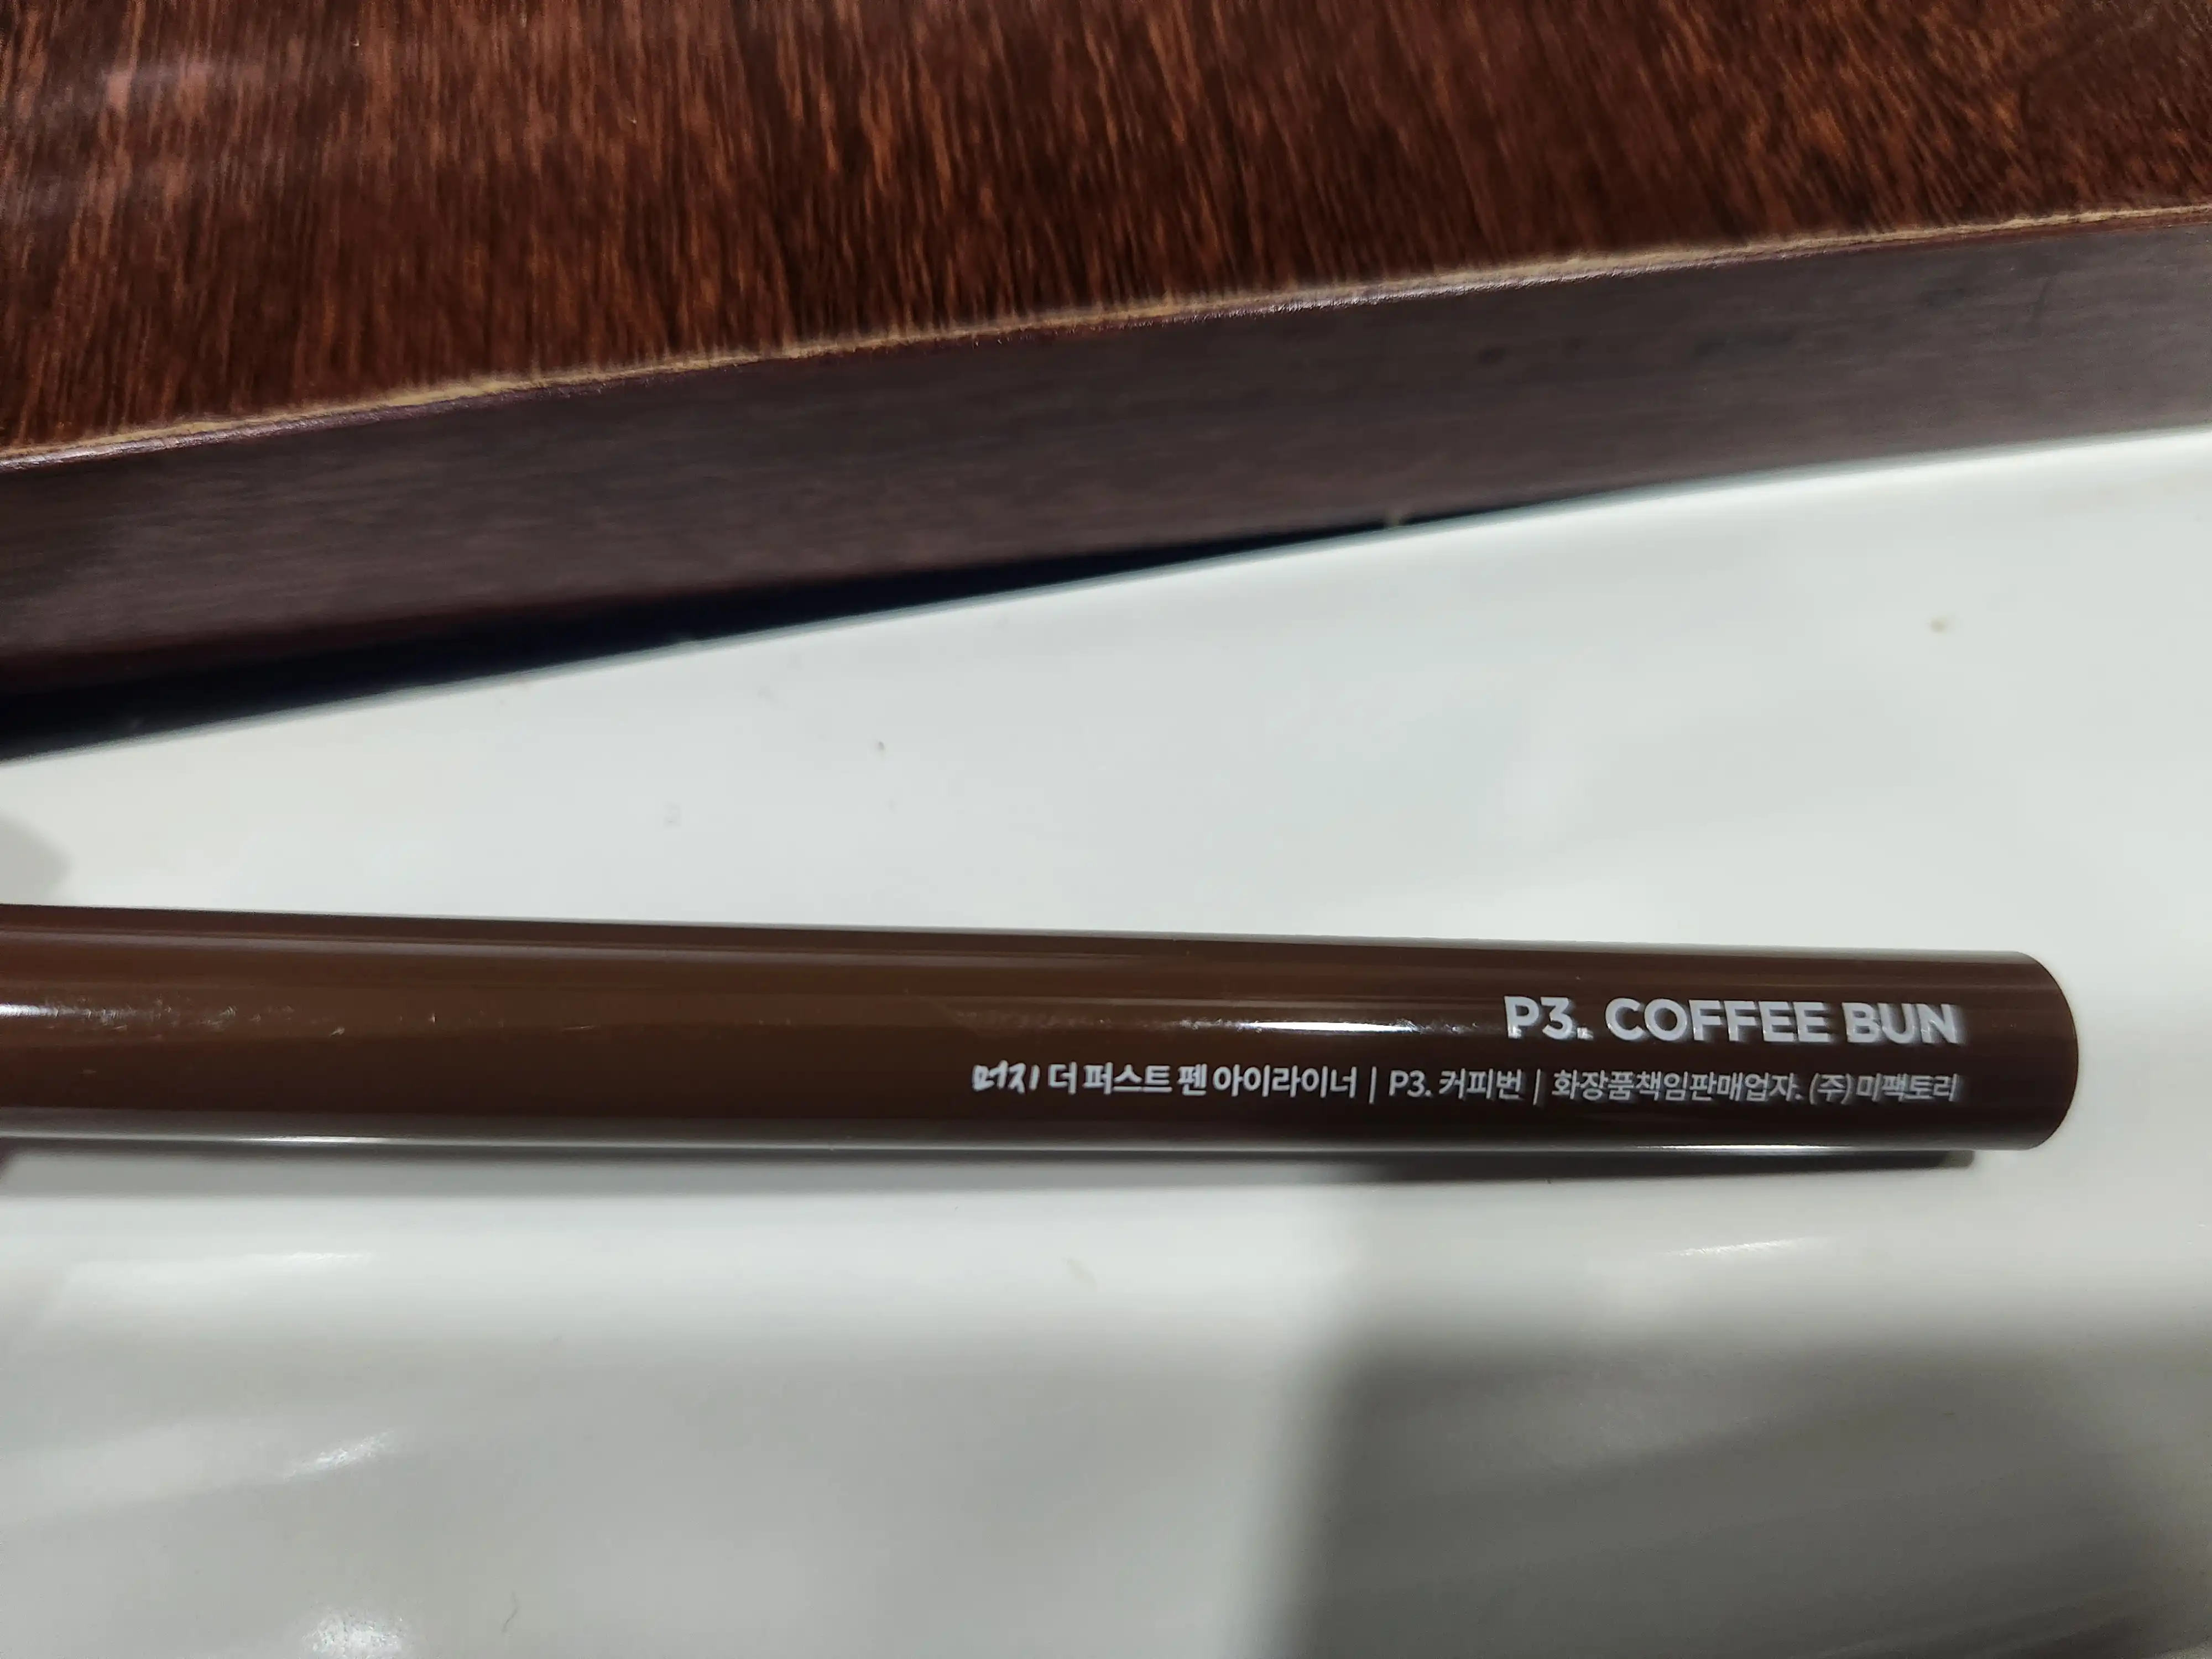 P3. COFFEE BUN
머지 더 퍼스트 펜 아이라이너 | P3. 커피번 | 화장품책임판매업자. (주)미팩토리